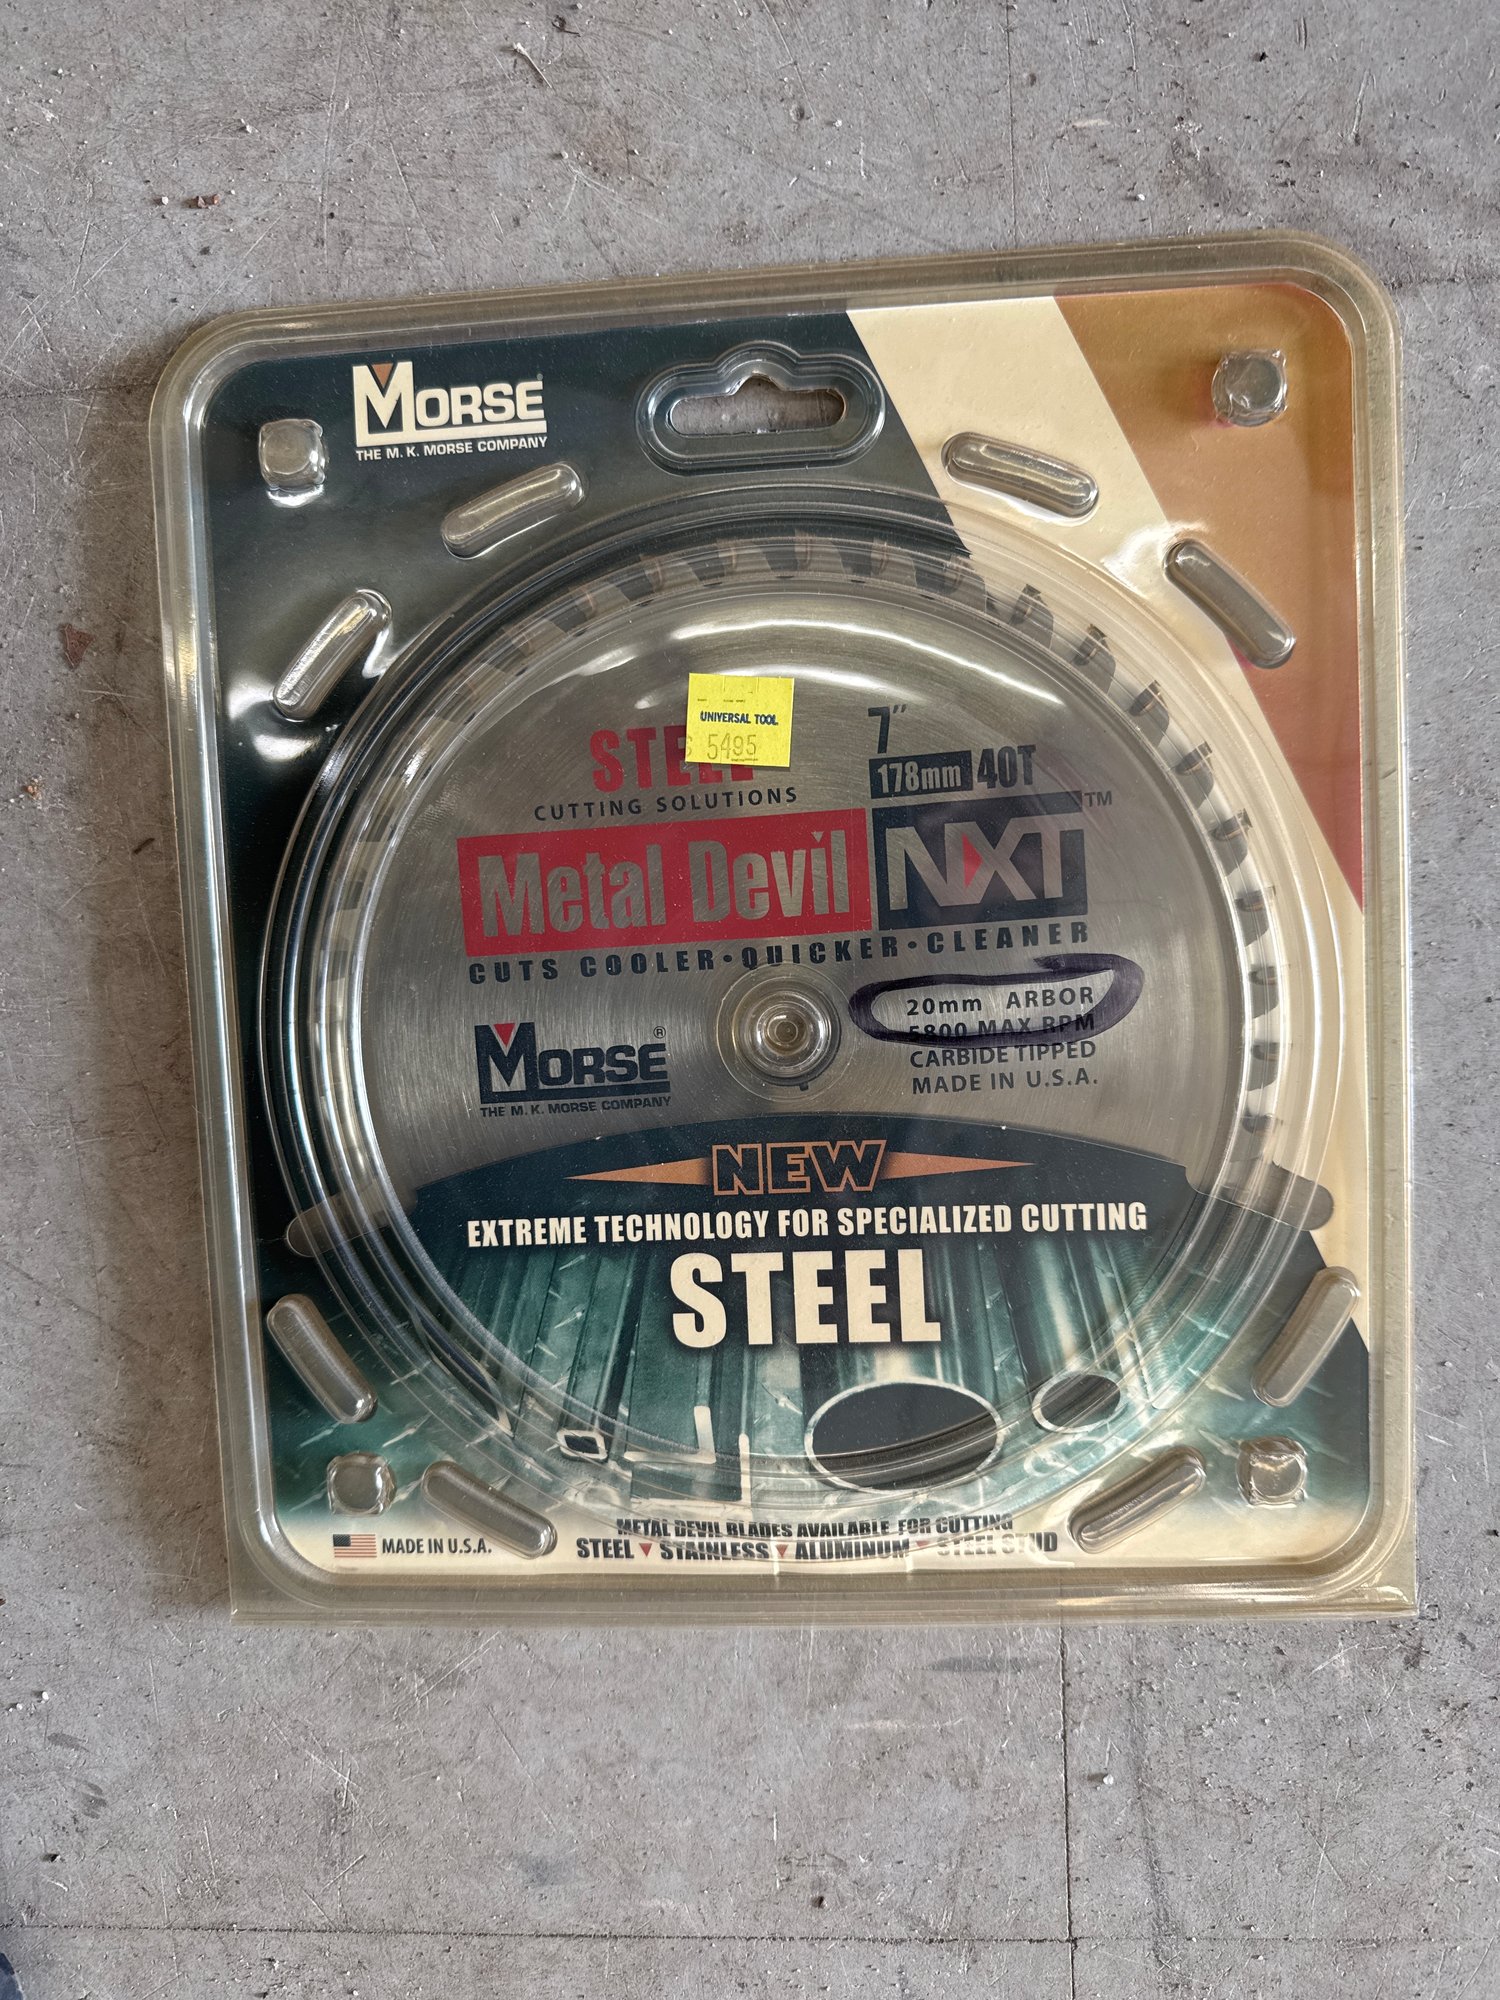 MORSE
THE M. K. MORSE COMPANY
UNIVERSAL TOOL
$ 5495
STEEL
CUTTING SOLUTIONS
7"
178mm 40T
Metal Devil NXT™
CUTS COOLER • QUICKER • CLEANER
20mm ARBOR
5800 MAX RPM
CARBIDE TIPPED
MADE IN U.S.A.
MORSE®
THE M. K. MORSE COMPANY
NEW
EXTREME TECHNOLOGY FOR SPECIALIZED CUTTING
STEEL
METAL DEVIL BLADES AVAILABLE FOR CUTTING
STEEL ▼ STAINLESS ▼ ALUMINUM ▼ STEEL STUD
MADE IN U.S.A.